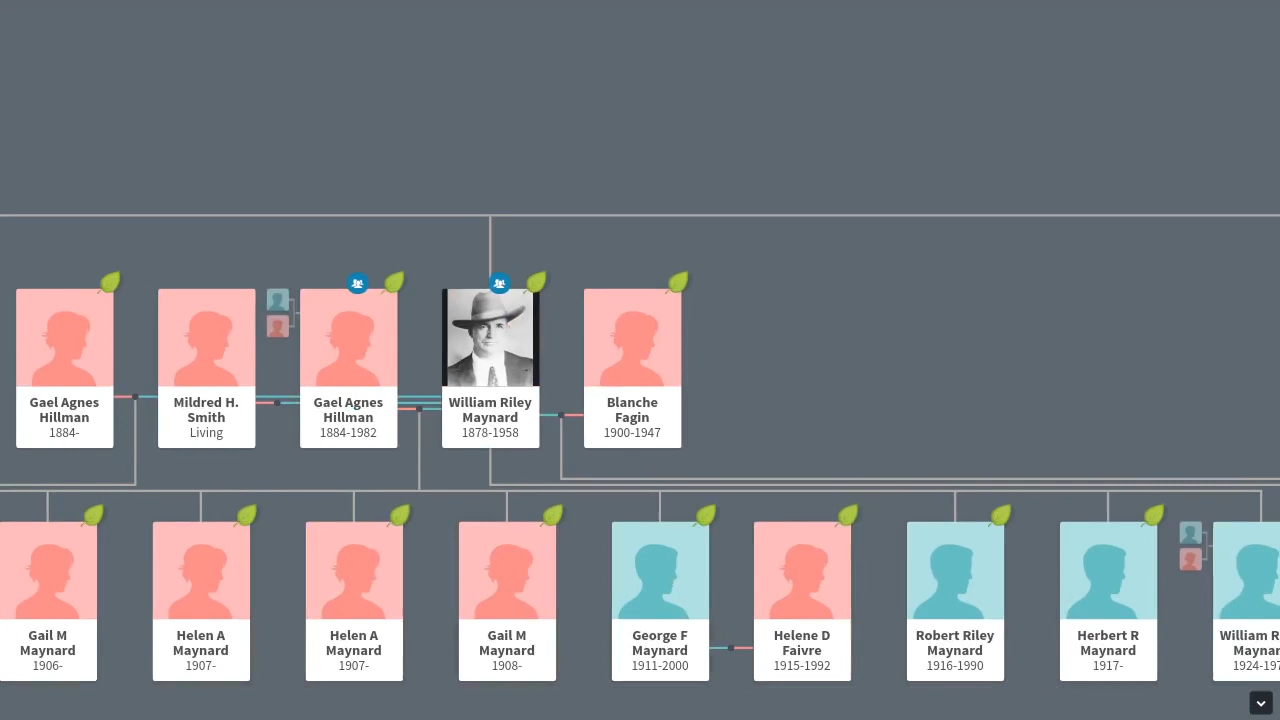 Gael Agnes
Hillman
1884-
Mildred H.
Smith
Living
Gael Agnes
Hillman
1884-1982
William Riley
Maynard
1878-1958
Blanche
Fagin
1900-1947
Gail M
Maynard
1906-
Helen A
Maynard
1907-
Helen A
Maynard
1907-
Gail M
Maynard
1908-
George F
Maynard
1911-2000
Helene D
Faivre
1915-1992
Robert Riley
Maynard
1916-1990
Herbert R
Maynard
1917-
William R
Maynar
1924-197